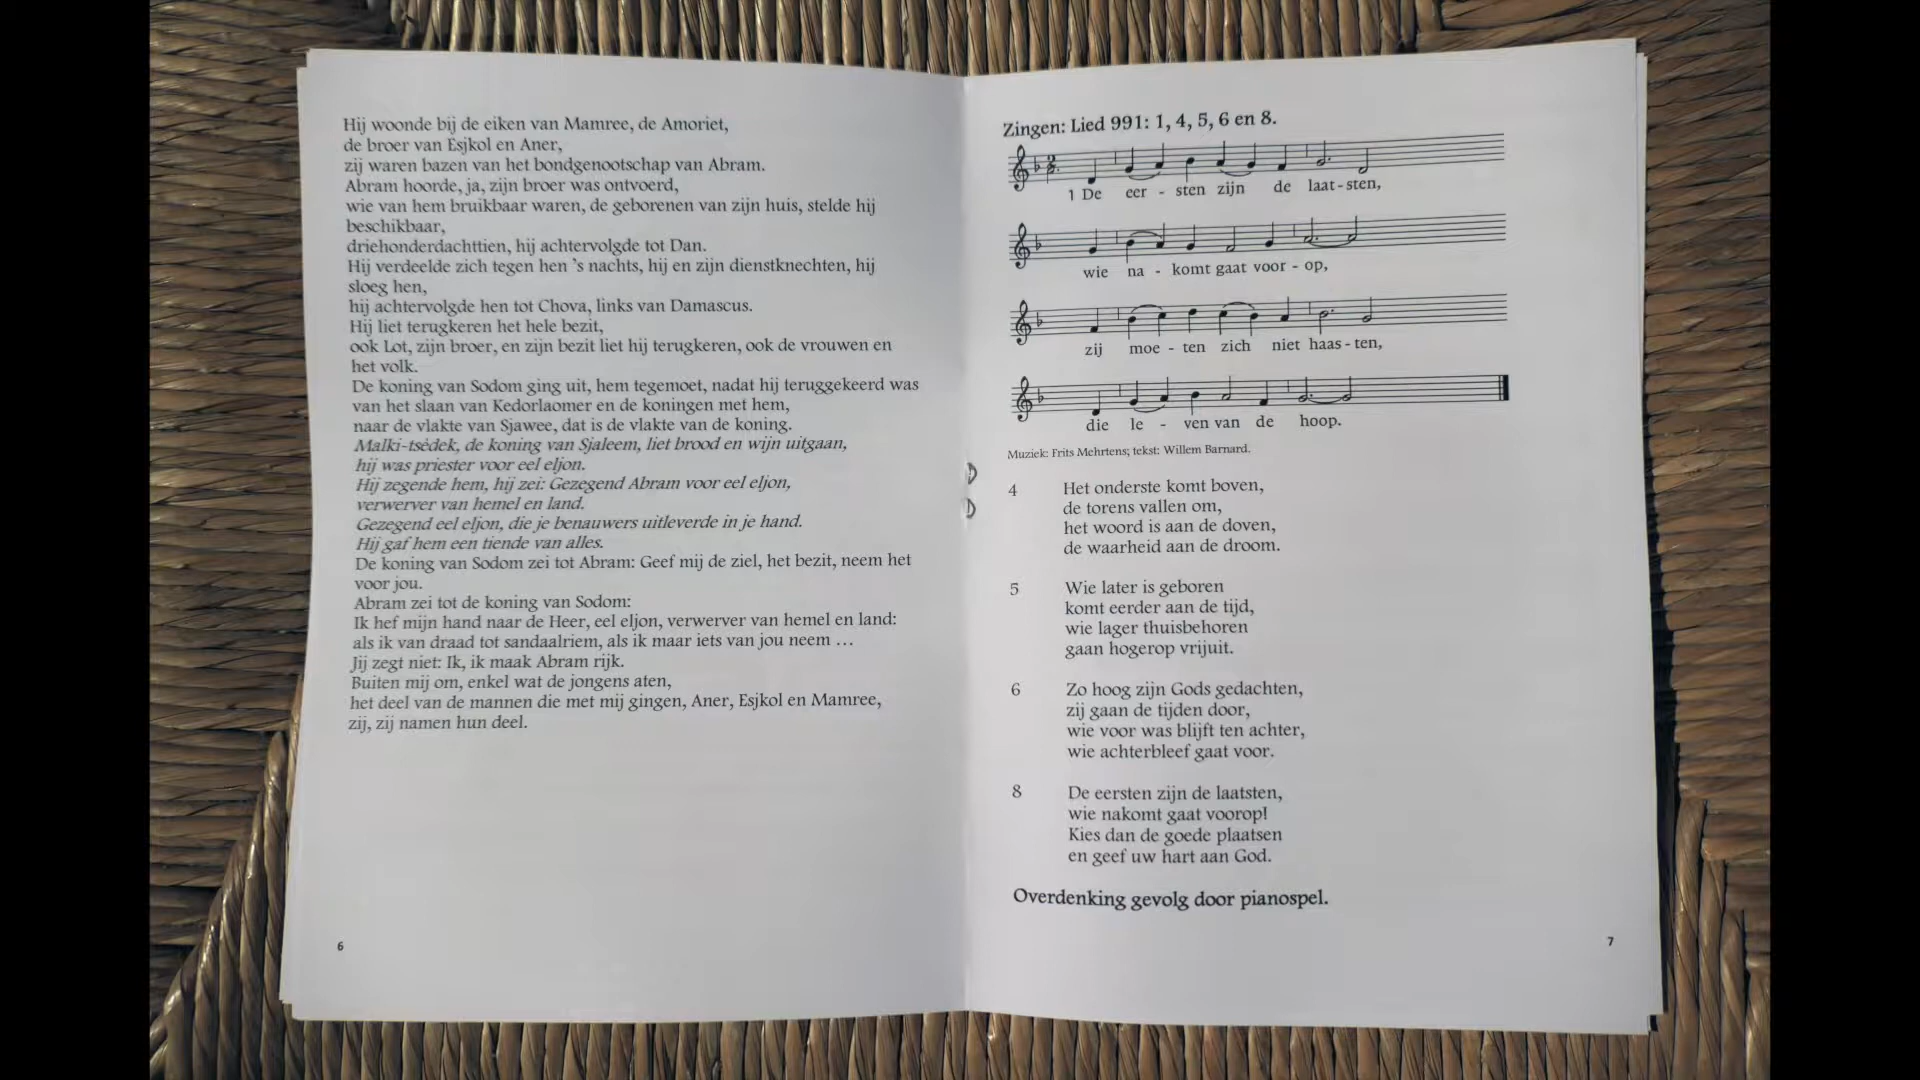 Hij woonde bij de eiken van Mamree, de Amoriet,
de broer van Esjkol en Aner,
zij waren bazen van het bondgenootschap van Abram.
Abram hoorde, ja, zijn broer was ontvoerd,
wie van hem bruikbaar waren, de geborenen van zijn huis, stelde hij
beschikbaar,
driehonderdachttien, hij achtervolgde tot Dan.
Hij verdeelde zich tegen hen ’s nachts, hij en zijn dienstknechten, hij
sloeg hen,
hij achtervolgde hen tot Chova, links van Damascus.
Hij liet terugkeren het hele bezit,
ook Lot, zijn broer, en zijn bezit liet hij terugkeren, ook de vrouwen en
het volk.
De koning van Sodom ging uit, hem tegemoet, nadat hij teruggekeerd was
van het slaan van Kedorlaomer en de koningen met hem,
naar de vlakte van Sjawee, dat is de vlakte van de koning.
Malki-tsèdek, de koning van Sjaleem, liet brood en wijn uitgaan,
hij was priester voor eel eljon.
Hij zegende hem, hij zei: Gezegend Abram voor eel eljon,
verwerver van hemel en land.
Gezegend eel eljon, die je benauwers uitleverde in je hand.
Hij gaf hem een tiende van alles.
De koning van Sodom zei tot Abram: Geef mij de ziel, het bezit, neem het
voor jou.
Abram zei tot de koning van Sodom:
Ik hef mijn hand naar de Heer, eel eljon, verwerver van hemel en land:
als ik van draad tot sandaalriem, als ik maar iets van jou neem …
Jij zegt niet: Ik, ik maak Abram rijk.
Buiten mij om, enkel wat de jongens aten,
het deel van de mannen die met mij gingen, Aner, Esjkol en Mamree,
zij, zij namen hun deel.
6
Zingen: Lied 991: 1, 4, 5, 6 en 8.
1 De eer - sten zijn de laat - sten,
wie na - komt gaat voor - op,
zij moe - ten zich niet haas - ten,
die le - ven van de hoop.
Muziek: Frits Mehrtens; tekst: Willem Barnard.
4 Het onderste komt boven,
de torens vallen om,
het woord is aan de doven,
de waarheid aan de droom.
5 Wie later is geboren
komt eerder aan de tijd,
wie lager thuisbehoren
gaan hogerop vrijuit.
6 Zo hoog zijn Gods gedachten,
zij gaan de tijden door,
wie voor was blijft ten achter,
wie achterbleef gaat voor.
8 De eersten zijn de laatsten,
wie nakomt gaat voorop!
Kies dan de goede plaatsen
en geef uw hart aan God.
Overdenking gevolg door pianospel.
7